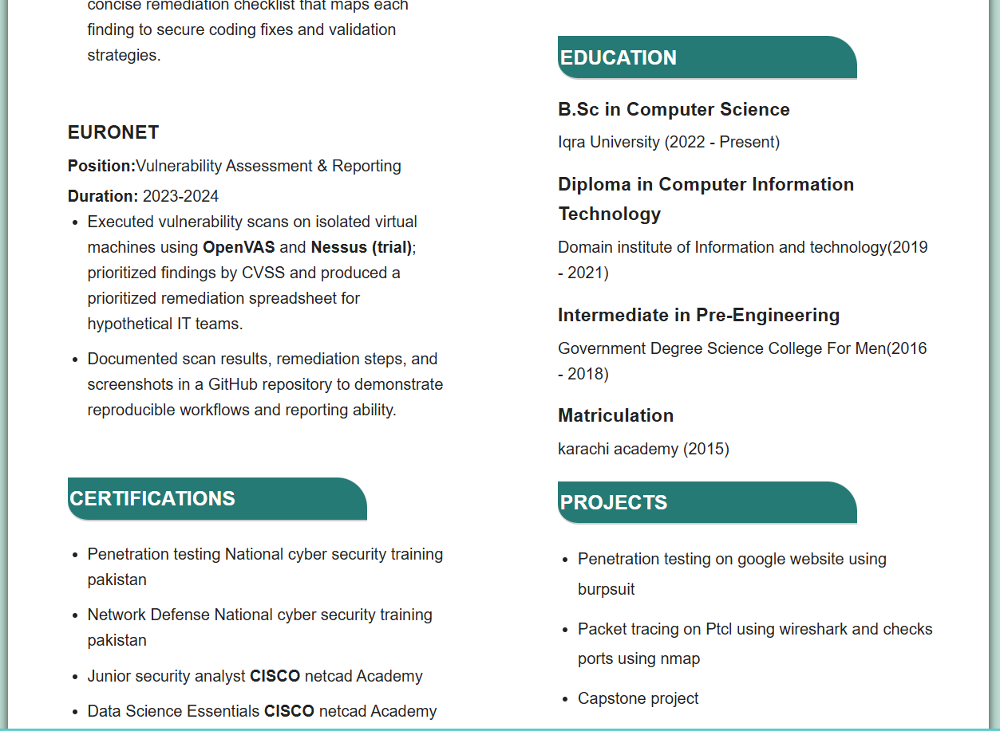 concise remediation checklist that maps each
finding to secure coding fixes and validation
strategies.
EURONET
Position:Vulnerability Assessment & Reporting
Duration: 2023-2024
• Executed vulnerability scans on isolated virtual
machines using OpenVAS and Nessus (trial);
prioritized findings by CVSS and produced a
prioritized remediation spreadsheet for
hypothetical IT teams.
• Documented scan results, remediation steps, and
screenshots in a GitHub repository to demonstrate
reproducible workflows and reporting ability.
CERTIFICATIONS
• Penetration testing National cyber security training
pakistan
• Network Defense National cyber security training
pakistan
• Junior security analyst CISCO netcad Academy
• Data Science Essentials CISCO netcad Academy
EDUCATION
B.Sc in Computer Science
Iqra University (2022 - Present)
Diploma in Computer Information
Technology
Domain institute of Information and technology(2019
- 2021)
Intermediate in Pre-Engineering
Government Degree Science College For Men(2016
- 2018)
Matriculation
karachi academy (2015)
PROJECTS
• Penetration testing on google website using
burpsuit
• Packet tracing on Ptcl using wireshark and checks
ports using nmap
• Capstone project